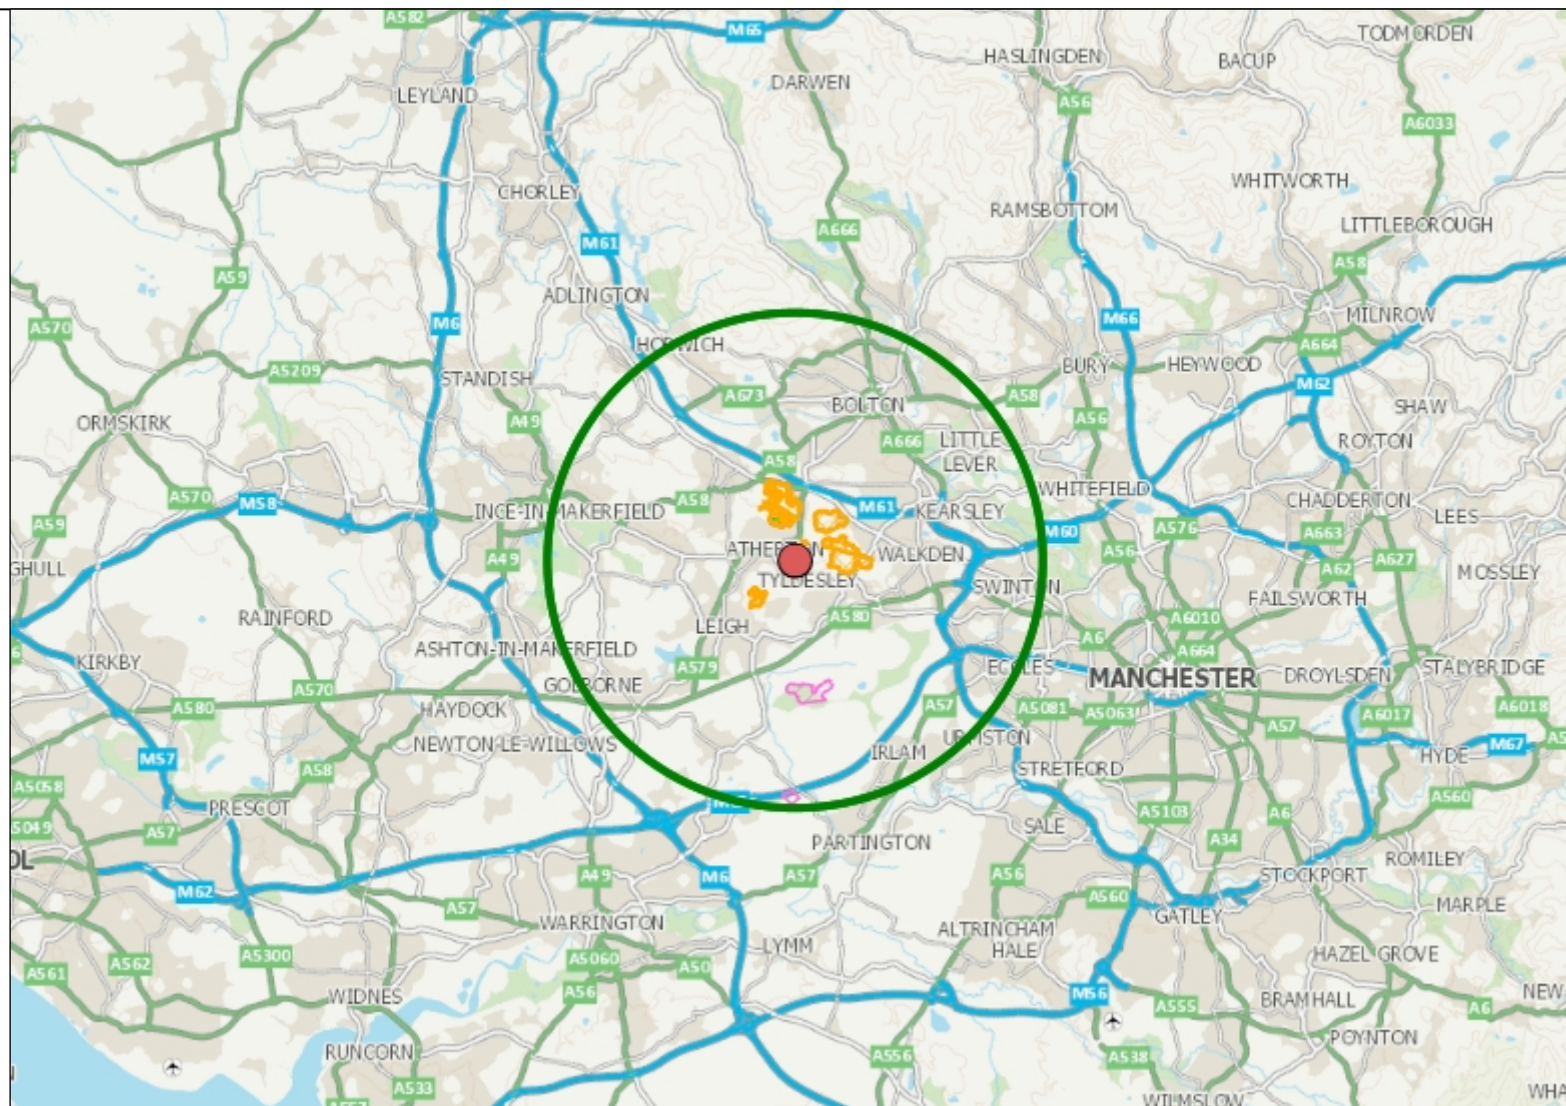 A582
M65
TODMORDEN
HASLINGDEN
BACUP
DARWEN
LEYLAND
A56
A6033
CHORLEY
WHITWORTH
RAMSBOTTOM
LITTLEBOROUGH
A666
M61
A58
A59
ADLINGTON
M6
M66
MILNROW
A570
HORWICH
A664
BURY
HEYWOOD
A5209
STANDISH
M62
A673
A58
BOLTON
SHAW
ORMSKIRK
A49
A56
A666
LITTLE
LEVER
ROYTON
A58
WHITEFIELD
A570
M58
A58
CHADDERTON
INCE-IN-MAKERFIELD
M61
KEARSLEY
LEES
A59
A576
M60
A663
ATHERTON
WALKDEN
A56
A49
A627
A62
GHULL
MOSSLEY
TYLDESLEY
SWINTON
FAILSWORTH
RAINFORD
A580
A6010
LEIGH
A6
ASHTON-IN-MAKERFIELD
A664
KIRKBY
A579
ECCLES
STALYBRIDGE
MANCHESTER
DROYLSDEN
A570
GOLBORNE
A580
HAYDOCK
A57
A5081
A5063
A6017
A6018
A57
NEWTON-LE-WILLOWS
URMSTON
M67
IRLAM
M57
HYDE
A58
STRETFORD
A5058
A560
PRESCOT
A5103
A6
5049
A57
SALE
A34
PARTINGTON
ROMILEY
OL
M62
A49
M6
A57
A56
STOCKPORT
A560
MARPLE
A57
GATLEY
WARRINGTON
ALTRINCHAM
HALE
LYMM
A5300
HAZEL GROVE
A562
A5060
A561
A50
A56
WIDNES
M56
BRAMHALL
NEW
A555
A6
POYNTON
RUNCORN
A556
A538
A533
WILMSLOW
WHA